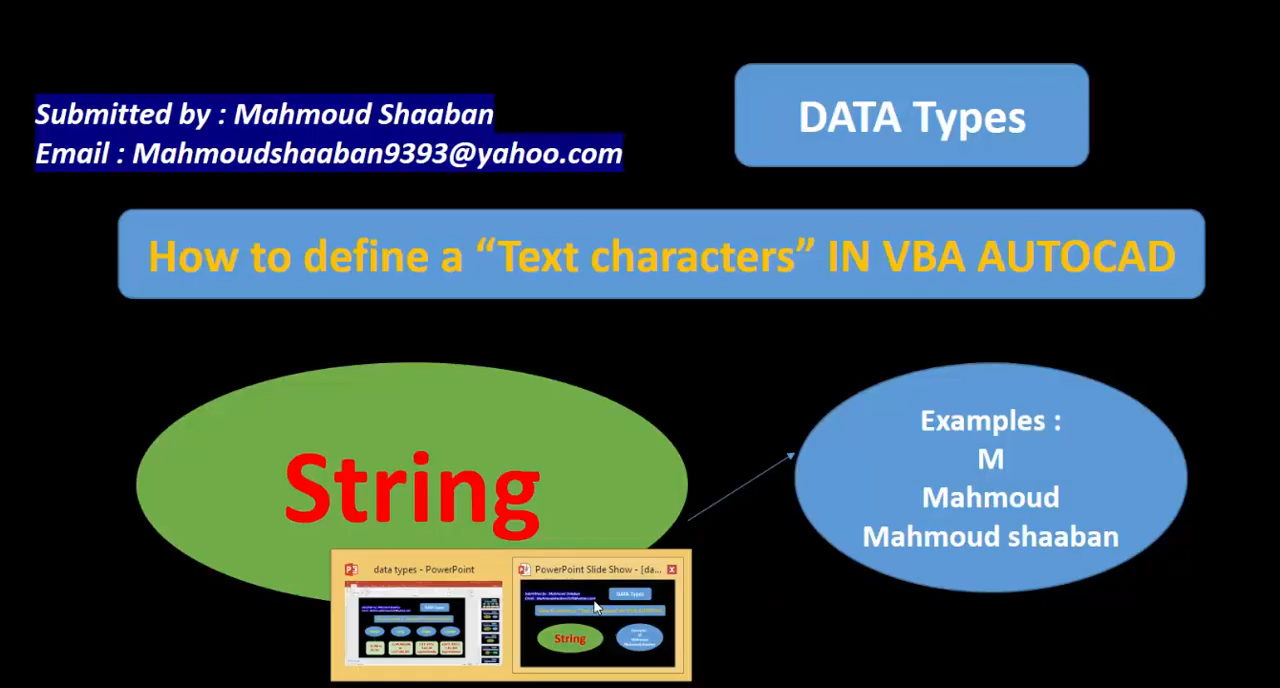 Submitted by : Mahmoud Shaaban
Email : Mahmoudshaaban9393@yahoo.com
DATA Types
How to define a “Text characters” IN VBA AUTOCAD
String
Examples :
M
Mahmoud
Mahmoud shaaban
data types - PowerPoint
PowerPoint Slide Show - [da...
DATA Types
String